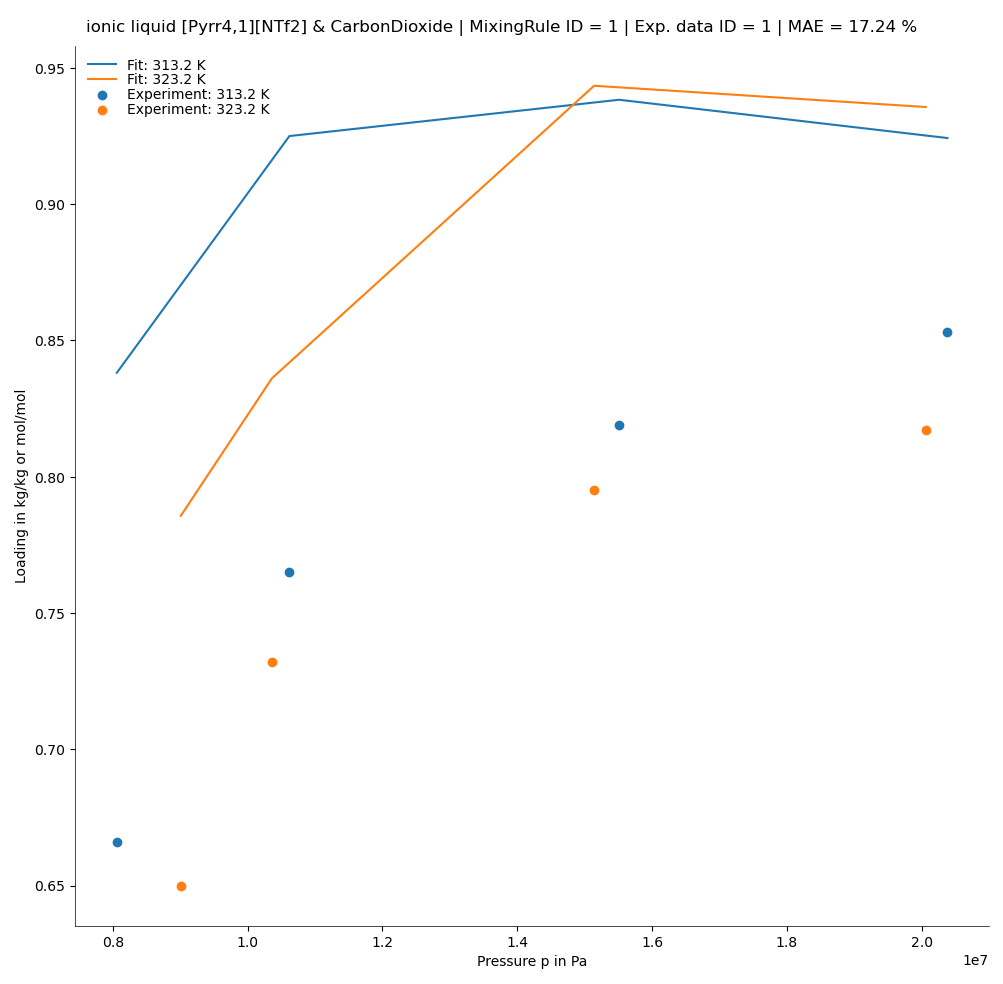 ionic liquid [Pyrr4,1][NTf2] & CarbonDioxide | MixingRule ID = 1 | Exp. data ID = 1 | MAE = 17.24 %
Fit: 313.2 K
Fit: 323.2 K
Experiment: 313.2 K
Experiment: 323.2 K
Loading in kg/kg or mol/mol
0.95
0.90
0.85
0.80
0.75
0.70
0.65
0.8
1.0
1.2
1.4
1.6
1.8
2.0
1e7
Pressure p in Pa